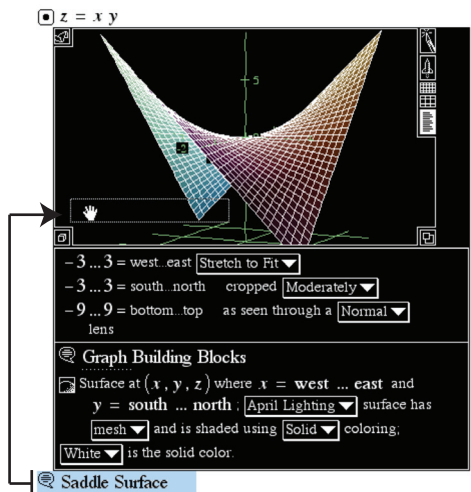 z = x y
5
−3...3 = west...east Stretch to Fit
−3...3 = south...north cropped Moderately
−9...9 = bottom...top as seen through a Normal
lens
Graph Building Blocks
Surface at (x, y, z) where x = west ... east and
y = south ... north ; April Lighting surface has
mesh and is shaded using Solid coloring;
White is the solid color.
Saddle Surface